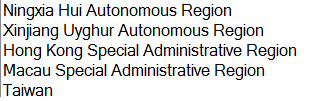 Ningxia Hui Autonomous Region
Xinjiang Uyghur Autonomous Region
Hong Kong Special Administrative Region
Macau Special Administrative Region
Taiwan